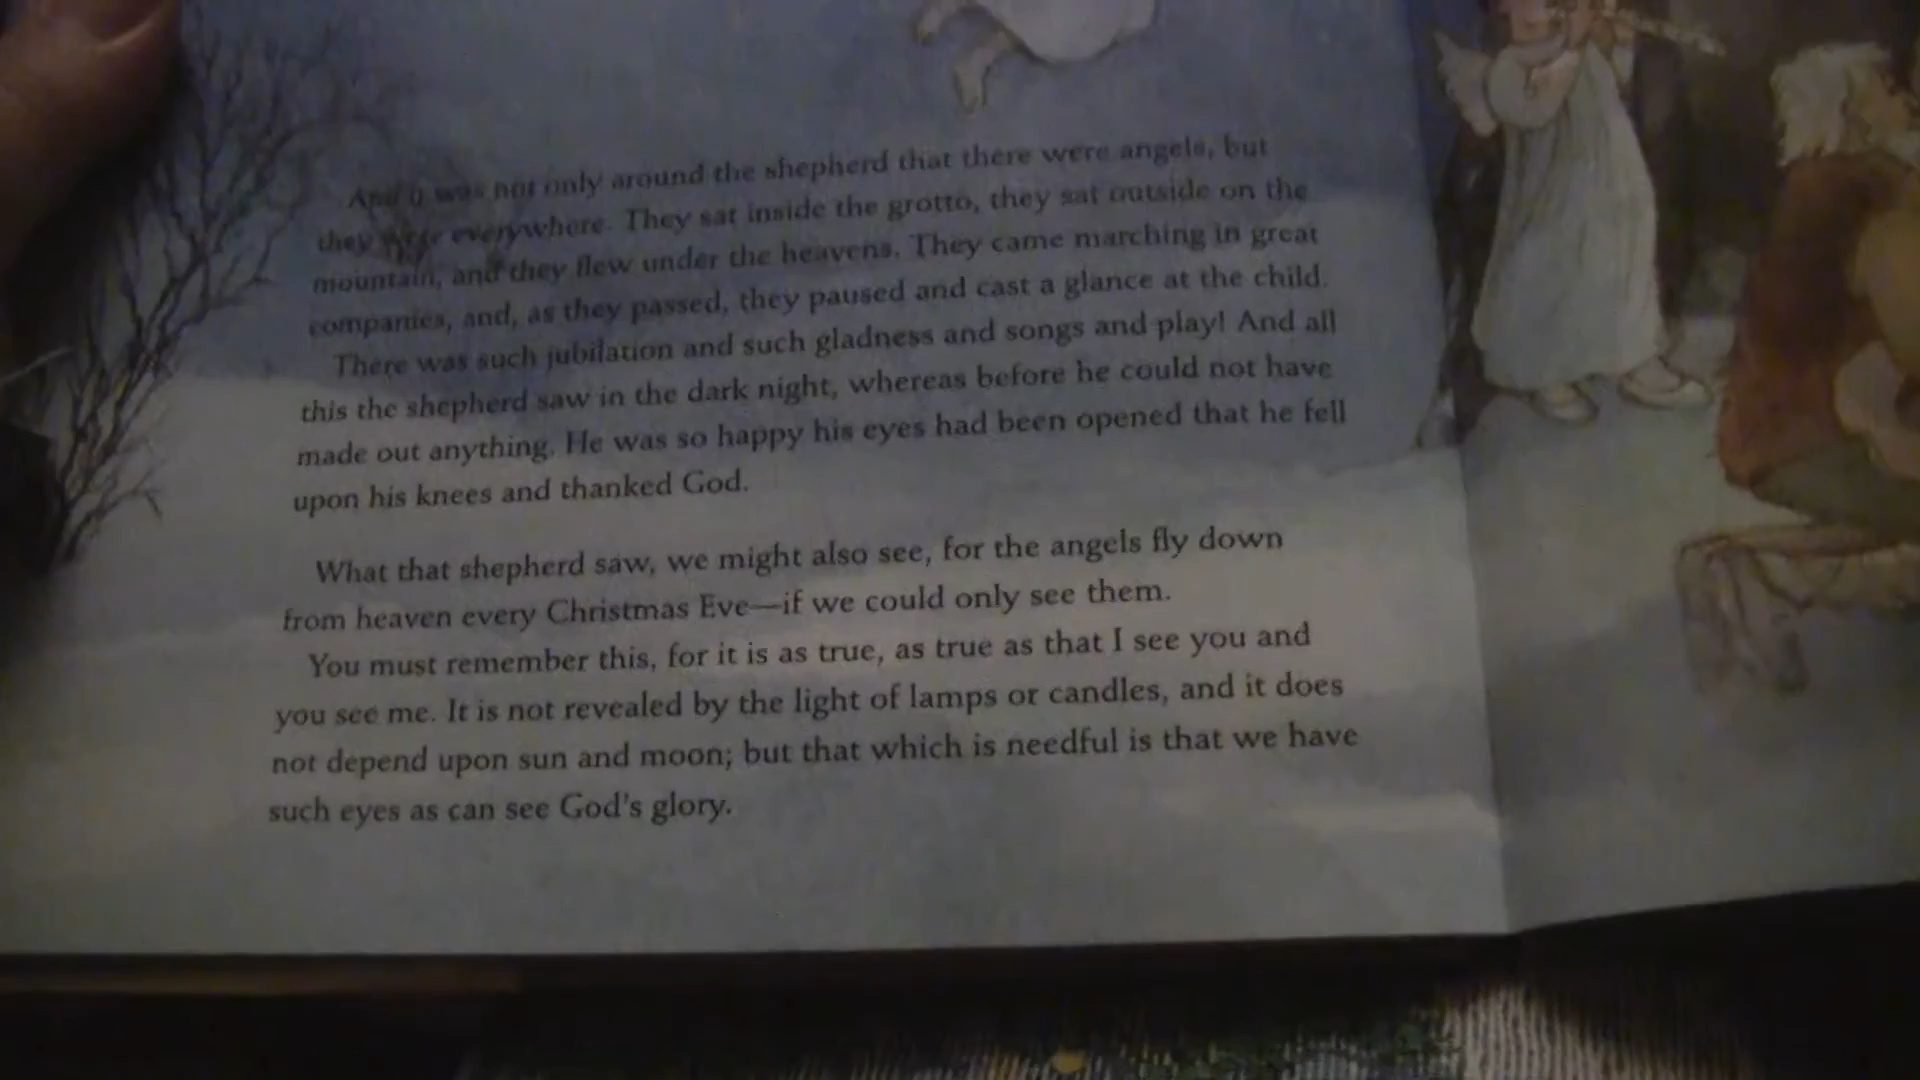 And it was not only around the shepherd that there were angels, but
they were everywhere. They sat inside the grotto, they sat outside on the
mountain, and they flew under the heavens. They came marching in great
companies, and, as they passed, they paused and cast a glance at the child.
There was such jubilation and such gladness and songs and play! And all
this the shepherd saw in the dark night, whereas before he could not have
made out anything. He was so happy his eyes had been opened that he fell
upon his knees and thanked God.
What that shepherd saw, we might also see, for the angels fly down
from heaven every Christmas Eve—if we could only see them.
You must remember this, for it is as true, as true as that I see you and
you see me. It is not revealed by the light of lamps or candles, and it does
not depend upon sun and moon; but that which is needful is that we have
such eyes as can see God's glory.